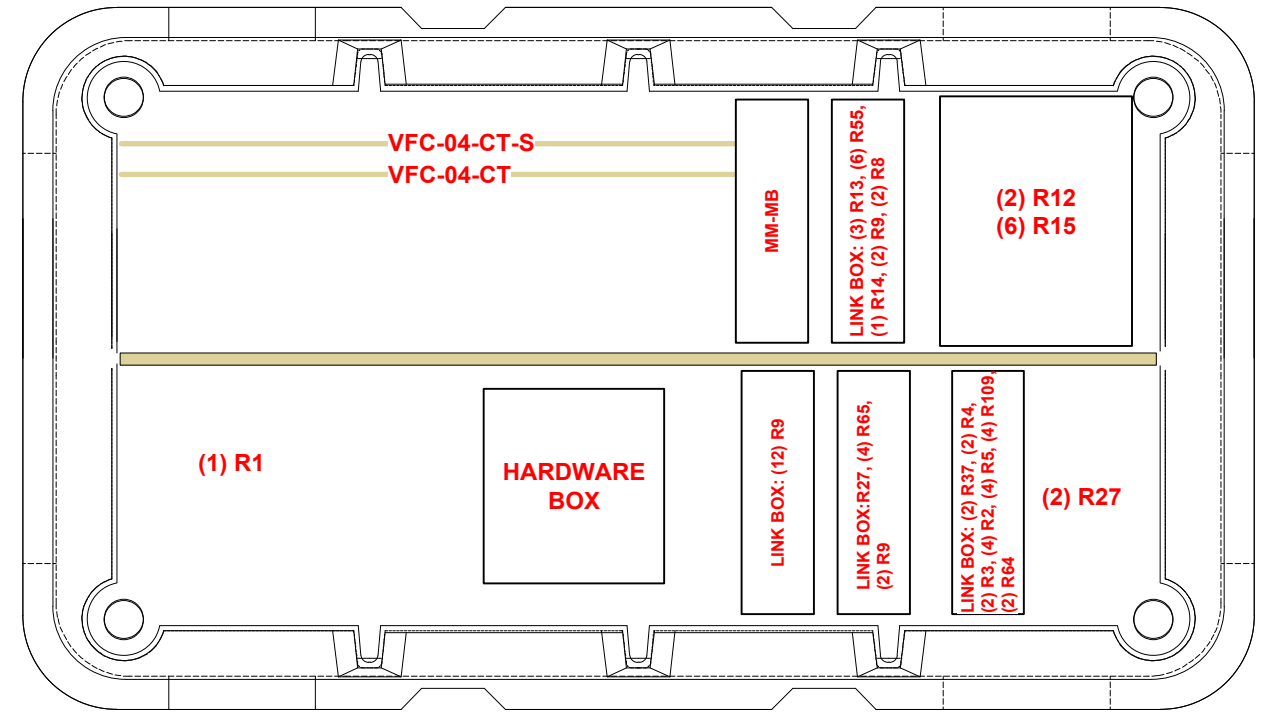 VFC-04-CT-S
VFC-04-CT
MM-MB
LINK BOX: (3) R13, (6) R55,
(1) R14, (2) R9, (2) R8
(2) R12
(6) R15
(1) R1
HARDWARE
BOX
LINK BOX: (12) R9
LINK BOX:R27, (4) R65,
(2) R9
LINK BOX: (2) R37, (2) R4,
(2) R3, (4) R2, (4) R5, (4) R109,
(2) R64
(2) R27